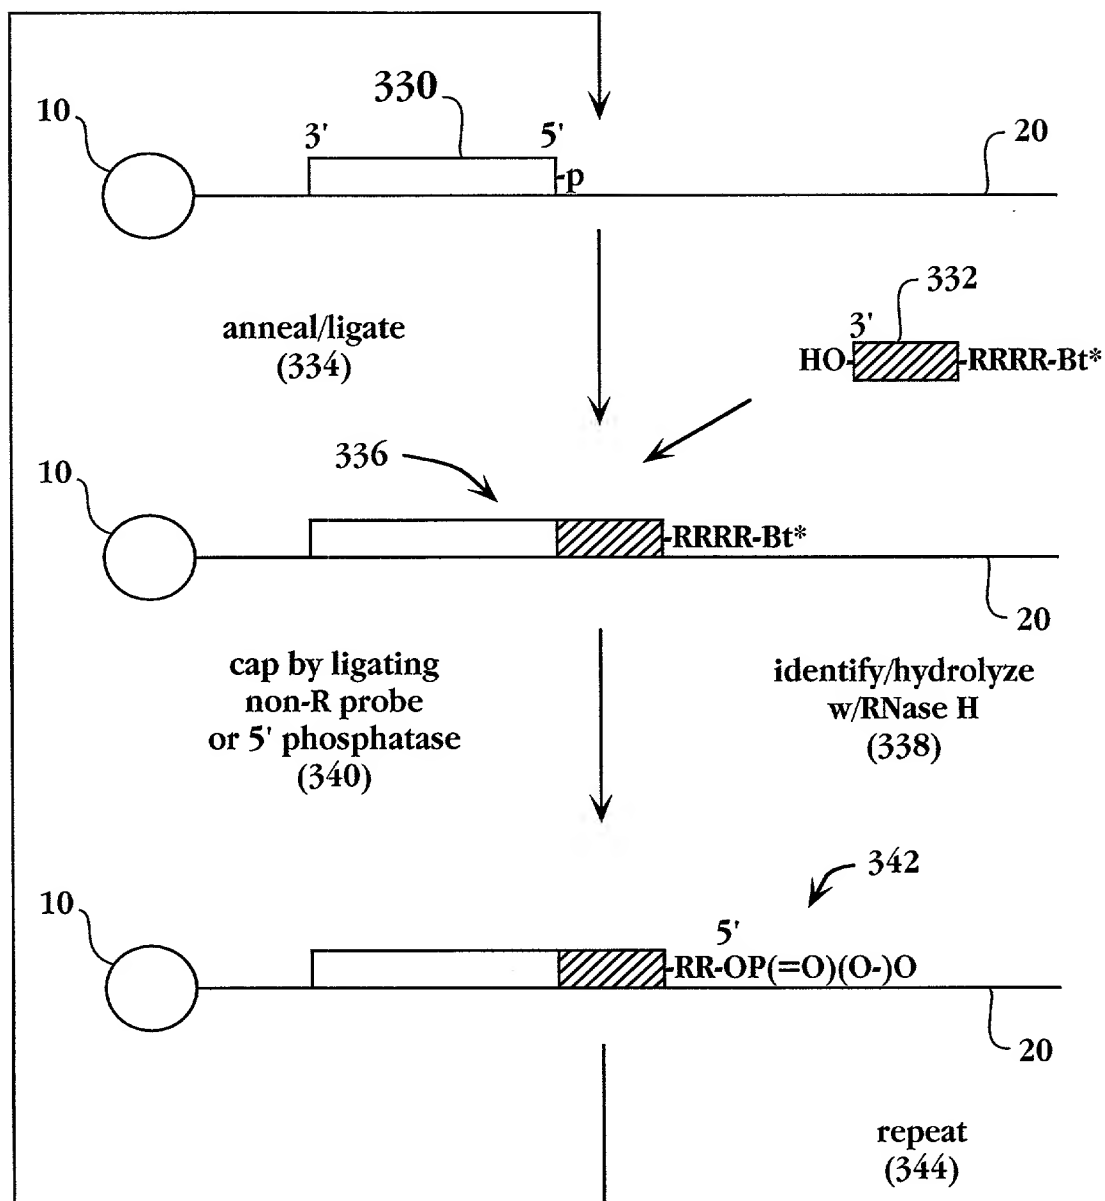 330
10
3'
5'
20
-p
332
anneal/ligate
(334)
3'
HO-
-RRRR-Bt*
336
10
-RRRR-Bt*
20
cap by ligating
non-R probe
or 5' phosphatase
(340)
identify/hydrolyze
w/RNase H
(338)
342
10
5'
-RR-OP(=O)(O-)O
20
repeat
(344)